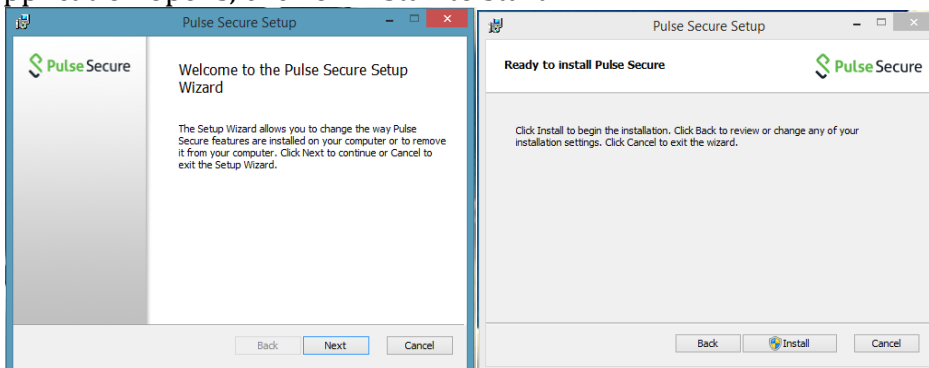 Pulse Secure Setup
Pulse Secure
Welcome to the Pulse Secure Setup
Wizard
The Setup Wizard allows you to change the way Pulse
Secure features are installed on your computer or to remove
it from your computer. Click Next to continue or Cancel to
exit the Setup Wizard.
Back Next Cancel
Pulse Secure Setup
Ready to install Pulse Secure
Pulse Secure
Click Install to begin the installation. Click Back to review or change any of your
installation settings. Click Cancel to exit the wizard.
Back Install Cancel